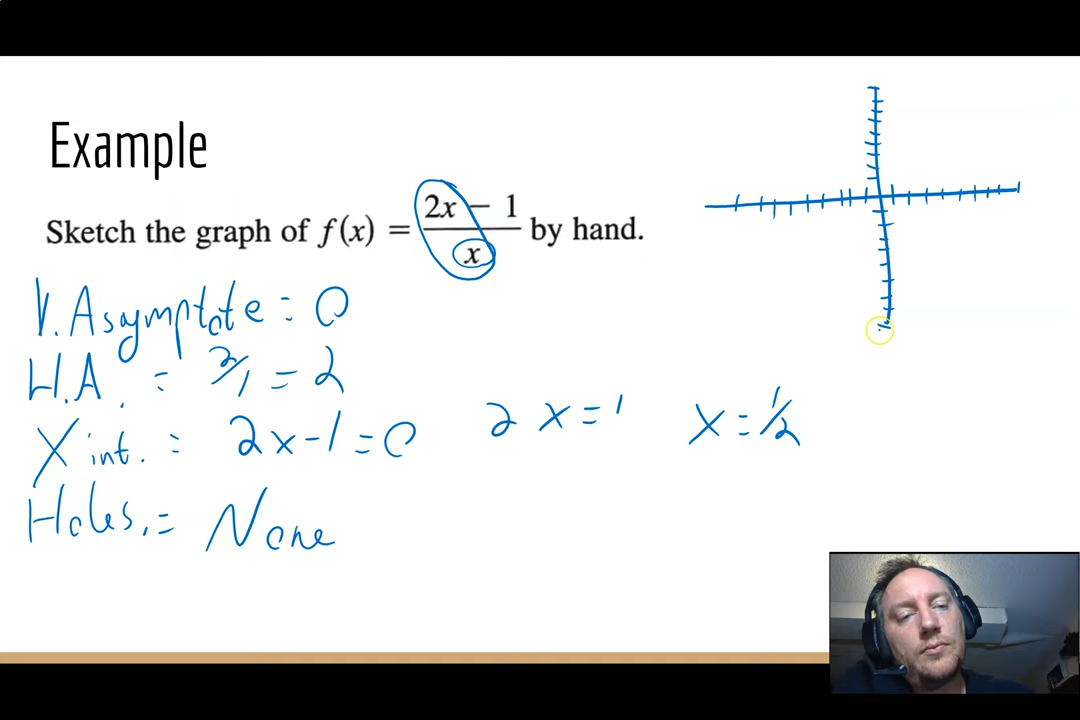 Example
Sketch the graph of f(x) = (2x − 1)/x by hand.
V. Asymptote = 0
H.A. = 2/1 = 2
X int. = 2x-1=0 2x=1 x=1/2
Holes. = None